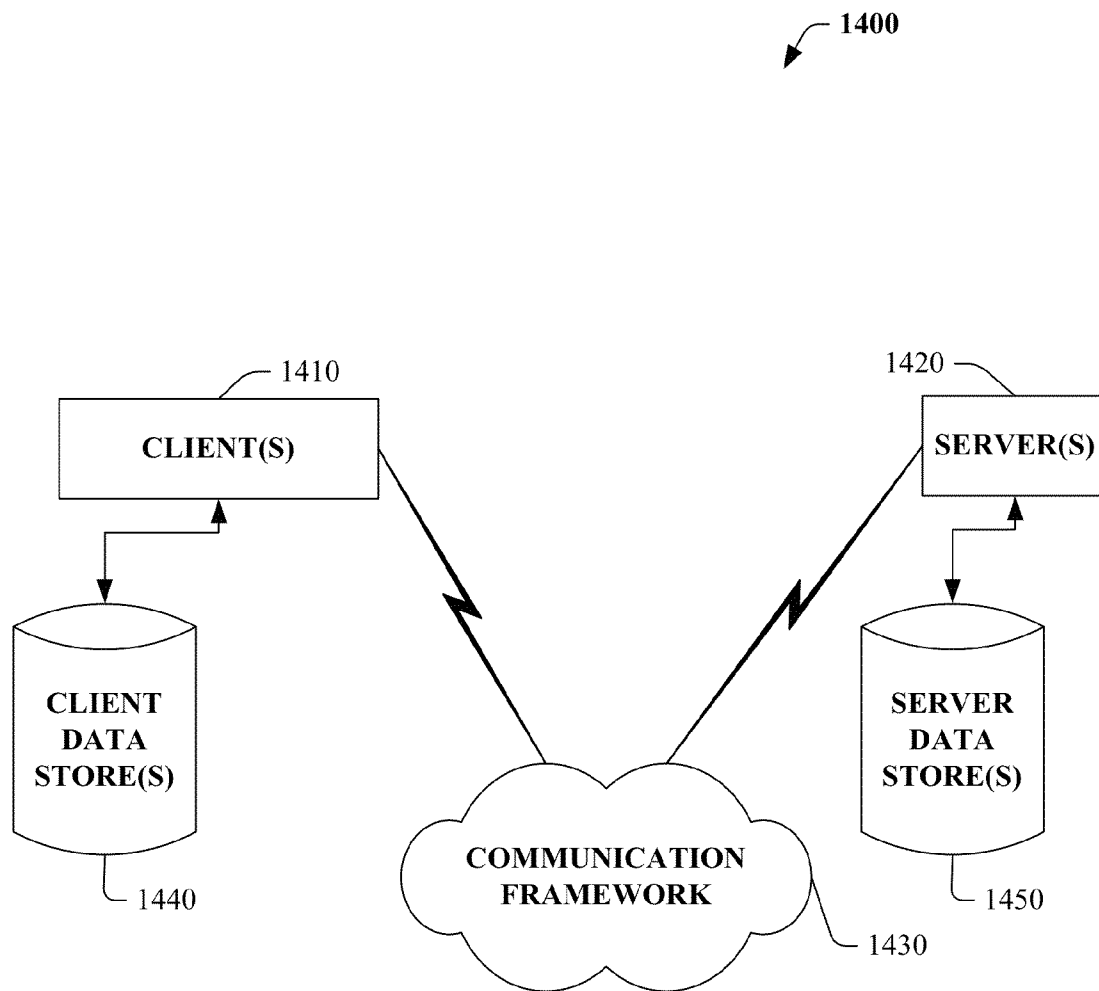 1400
1410
CLIENT(S)
1420
SERVER(S)
CLIENT
DATA
STORE(S)
1440
SERVER
DATA
STORE(S)
1450
COMMUNICATION
FRAMEWORK
1430